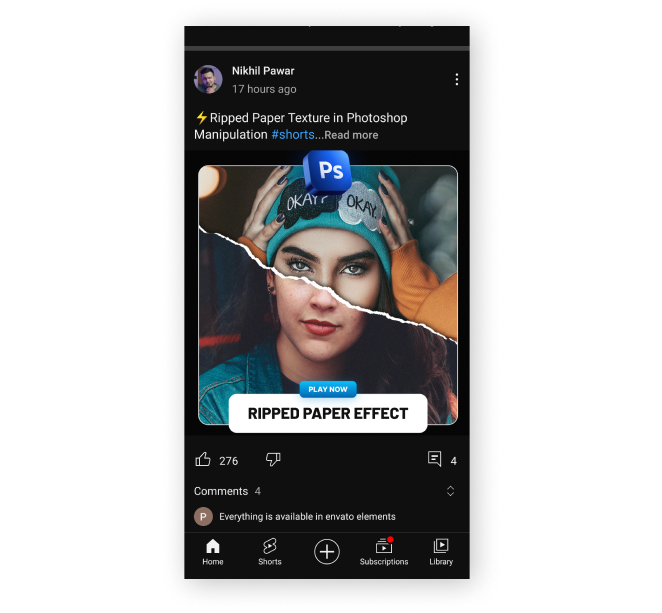 Nikhil Pawar
17 hours ago
⚡Ripped Paper Texture in Photoshop
Manipulation #shorts...Read more
Ps
OKAY? OKAY.
PLAY NOW
RIPPED PAPER EFFECT
276
4
Comments 4
P Everything is available in envato elements
Home Shorts Subscriptions Library